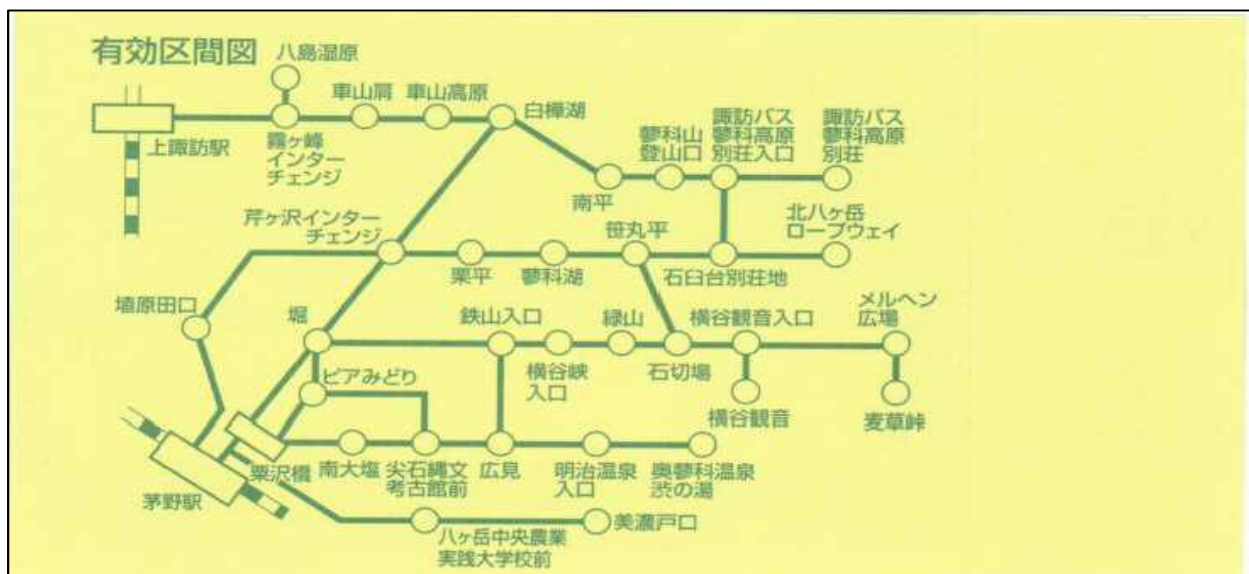 有効区間図
八島湿原
車山肩
車山高原
白樺湖
諏訪バス
蓼科高原
別荘入口
諏訪バス
蓼科高原
別荘
蓼科山
登山口
上諏訪駅
霧ヶ峰
インター
チェンジ
南平
北八ヶ岳
ロープウェイ
芹ヶ沢インター
チェンジ
笹丸平
栗平
蓼科湖
石臼台別荘地
埴原田口
堀
鉄山入口
緑山
横谷観音入口
メルヘン
広場
ピアみどり
横谷峡
入口
石切場
横谷観音
麦草峠
粟沢橋
南大塩
尖石縄文
考古館前
広見
明治温泉
入口
奥蓼科温泉
渋の湯
茅野駅
八ヶ岳中央農業
実践大学校前
美濃戸口